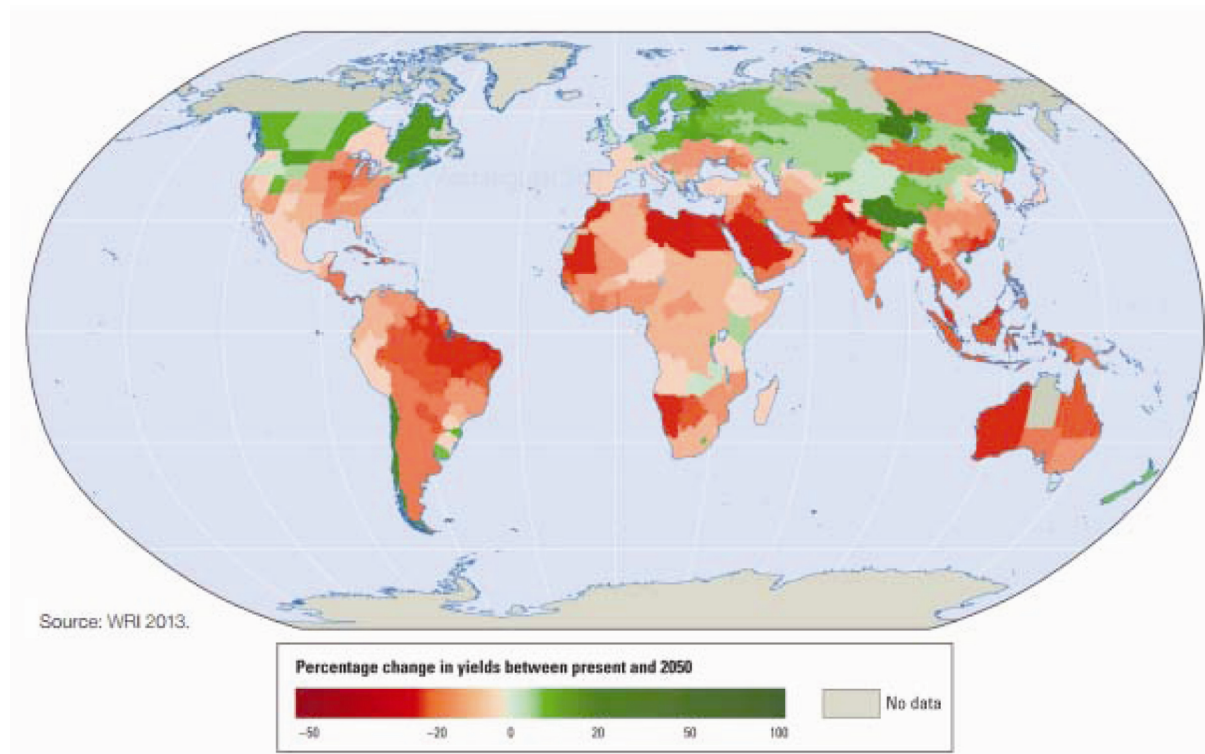 Source: WRI 2013.
Percentage change in yields between present and 2050
−50 −20 0 20 50 100
No data